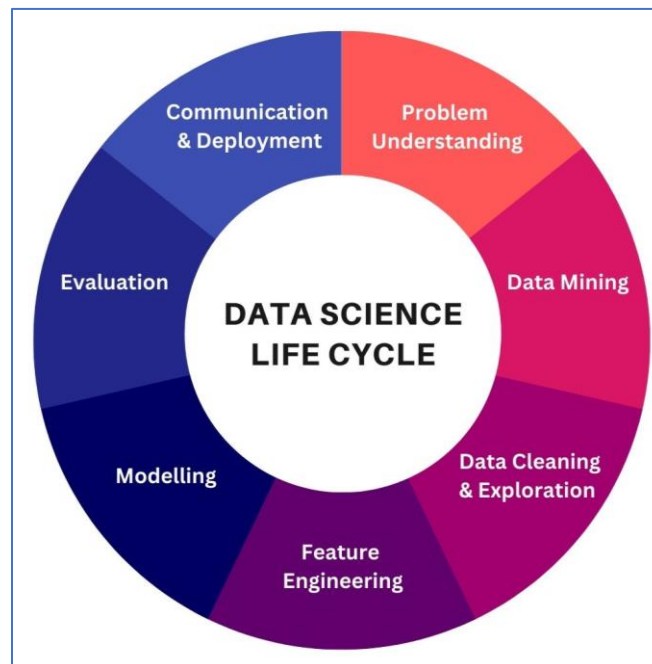 DATA SCIENCE
LIFE CYCLE
Problem
Understanding
Data Mining
Data Cleaning
& Exploration
Feature
Engineering
Modelling
Evaluation
Communication
& Deployment